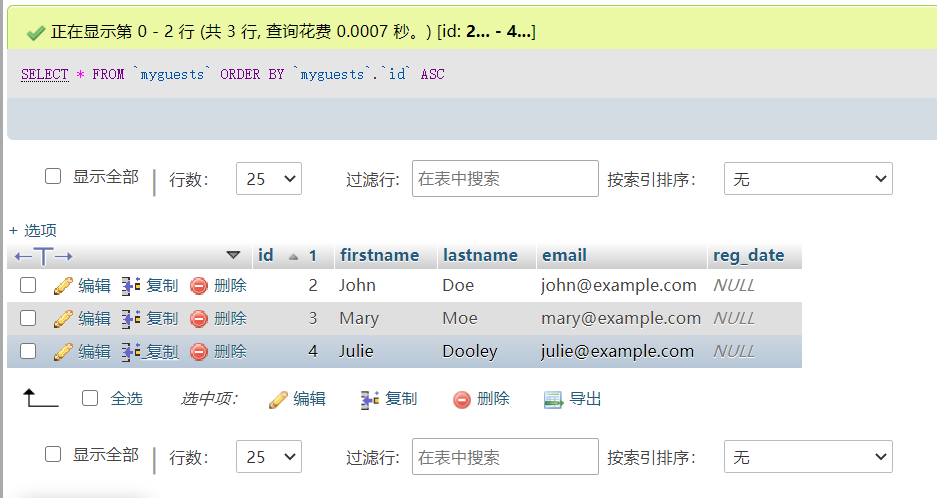 正在显示第 0 - 2 行 (共 3 行, 查询花费 0.0007 秒。) [id: 2... - 4...]
SELECT * FROM `myguests` ORDER BY `myguests`.`id` ASC
显示全部 行数: 25 过滤行: 在表中搜索 按索引排序: 无
+ 选项
←T→ id 1 firstname lastname email reg_date
编辑 复制 删除 2 John Doe john@example.com NULL
编辑 复制 删除 3 Mary Moe mary@example.com NULL
编辑 复制 删除 4 Julie Dooley julie@example.com NULL
全选 选中项: 编辑 复制 删除 导出
显示全部 行数: 25 过滤行: 在表中搜索 按索引排序: 无